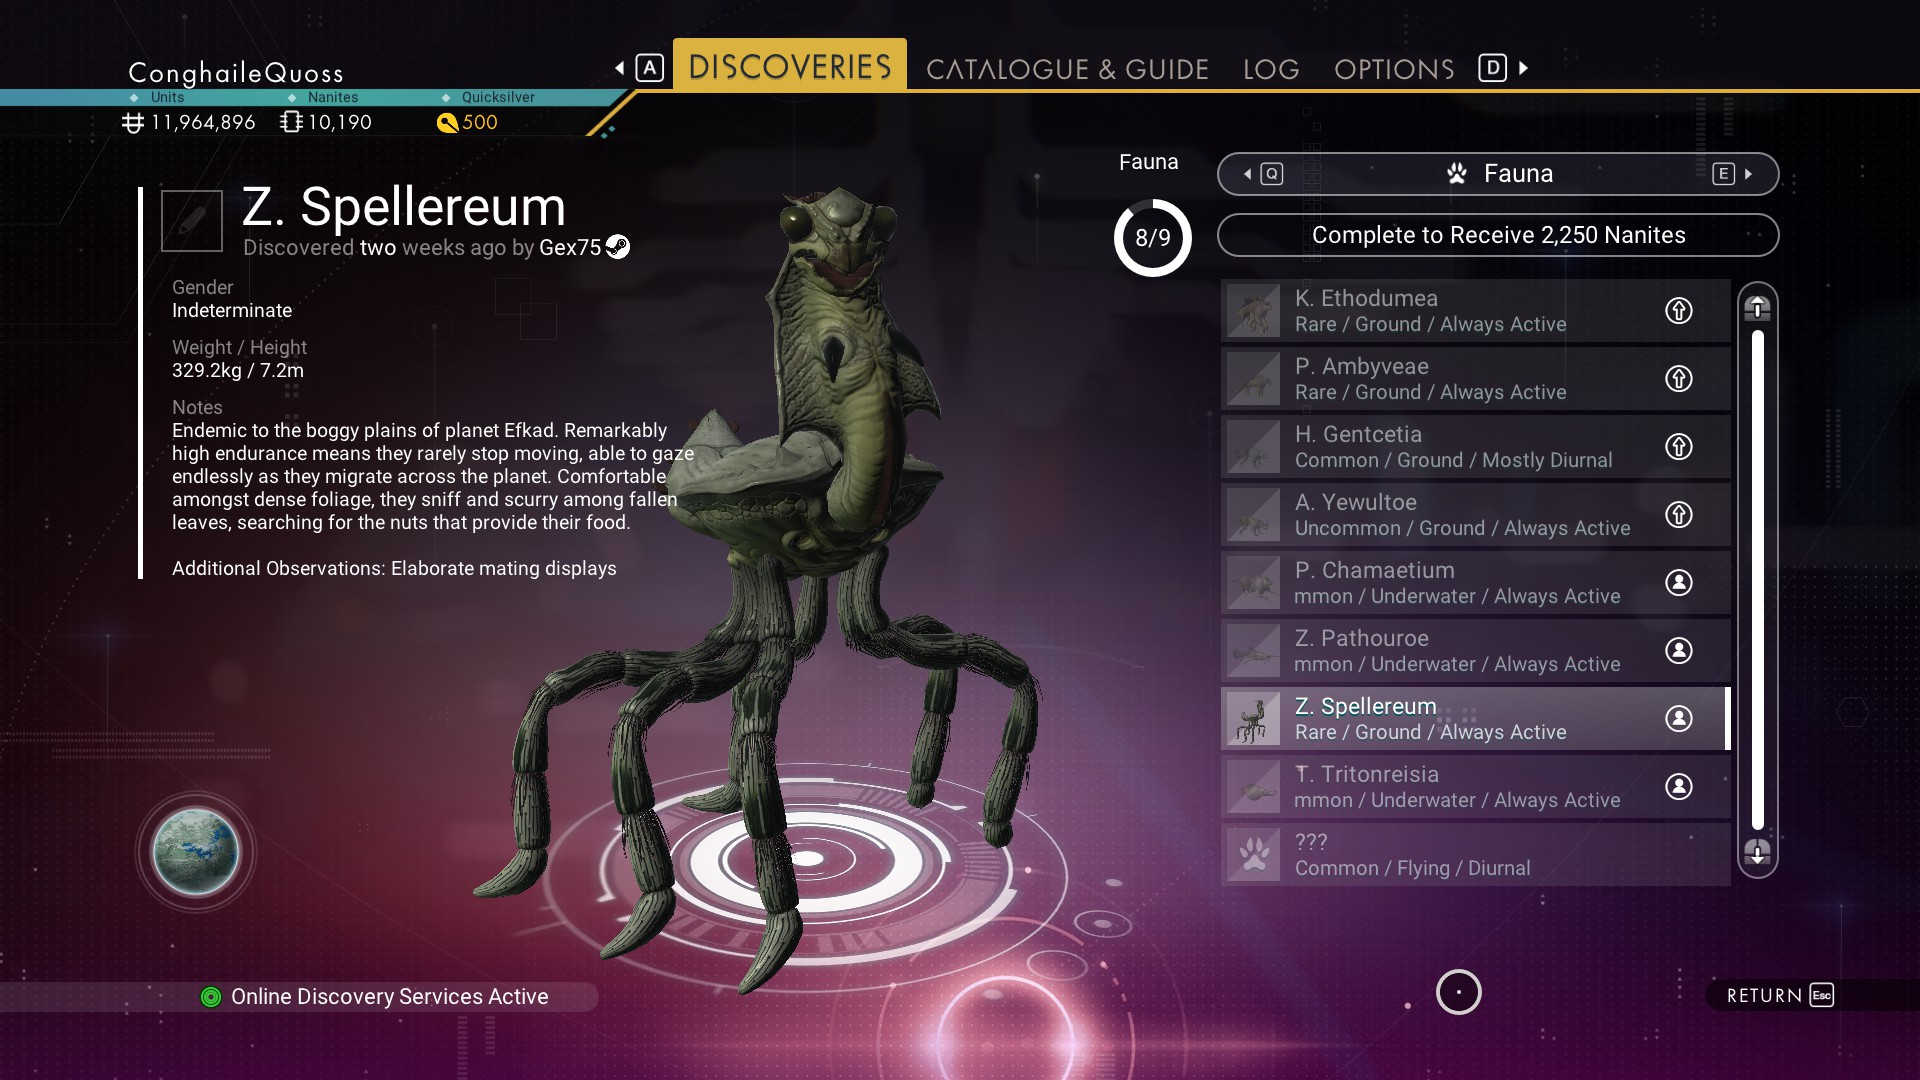 ConghaileQuoss
Units Nanites Quicksilver
11,964,896 10,190 500
A DISCOVERIES CATALOGUE & GUIDE LOG OPTIONS D
Z. Spellereum
Discovered two weeks ago by Gex75
Gender
Indeterminate
Weight / Height
329.2kg / 7.2m
Notes
Endemic to the boggy plains of planet Efkad. Remarkably
high endurance means they rarely stop moving, able to gaze
endlessly as they migrate across the planet. Comfortable
amongst dense foliage, they sniff and scurry among fallen
leaves, searching for the nuts that provide their food.
Additional Observations: Elaborate mating displays
Online Discovery Services Active
Fauna
8/9
Q Fauna E
Complete to Receive 2,250 Nanites
K. Ethodumea
Rare / Ground / Always Active
P. Ambyveae
Rare / Ground / Always Active
H. Gentcetia
Common / Ground / Mostly Diurnal
A. Yewultoe
Uncommon / Ground / Always Active
P. Chamaetium
mmon / Underwater / Always Active
Z. Pathouroe
mmon / Underwater / Always Active
Z. Spellereum
Rare / Ground / Always Active
T. Tritonreisia
mmon / Underwater / Always Active
???
Common / Flying / Diurnal
RETURN Esc